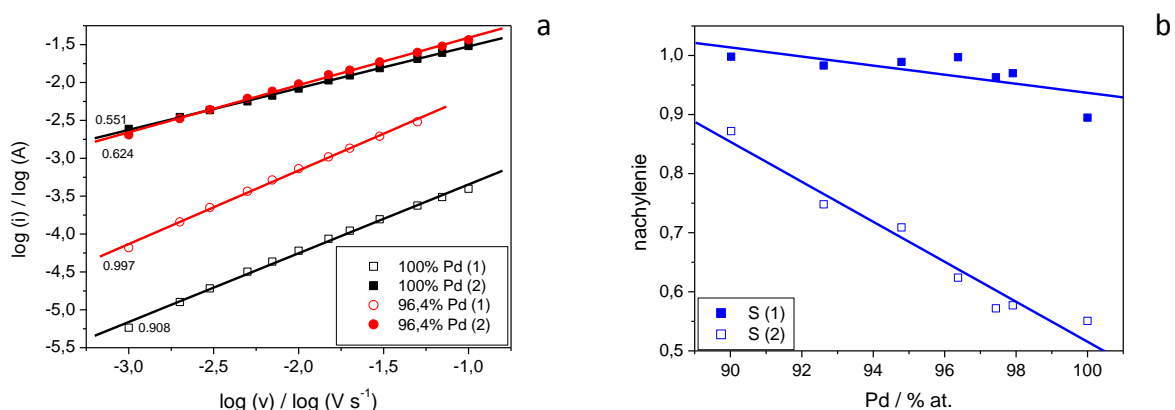 a
-1,5
-2,0
-2,5
-3,0
-3,5
-4,0
-4,5
-5,0
-5,5
log (i) / log (A)
0.551
0.624
0.997
0.908
100% Pd (1)
100% Pd (2)
96,4% Pd (1)
96,4% Pd (2)
-3,0 -2,5 -2,0 -1,5 -1,0
log (v) / log (V s⁻¹)
b
1,0
0,9
0,8
0,7
0,6
0,5
nachylenie
S (1)
S (2)
90 92 94 96 98 100
Pd / % at.